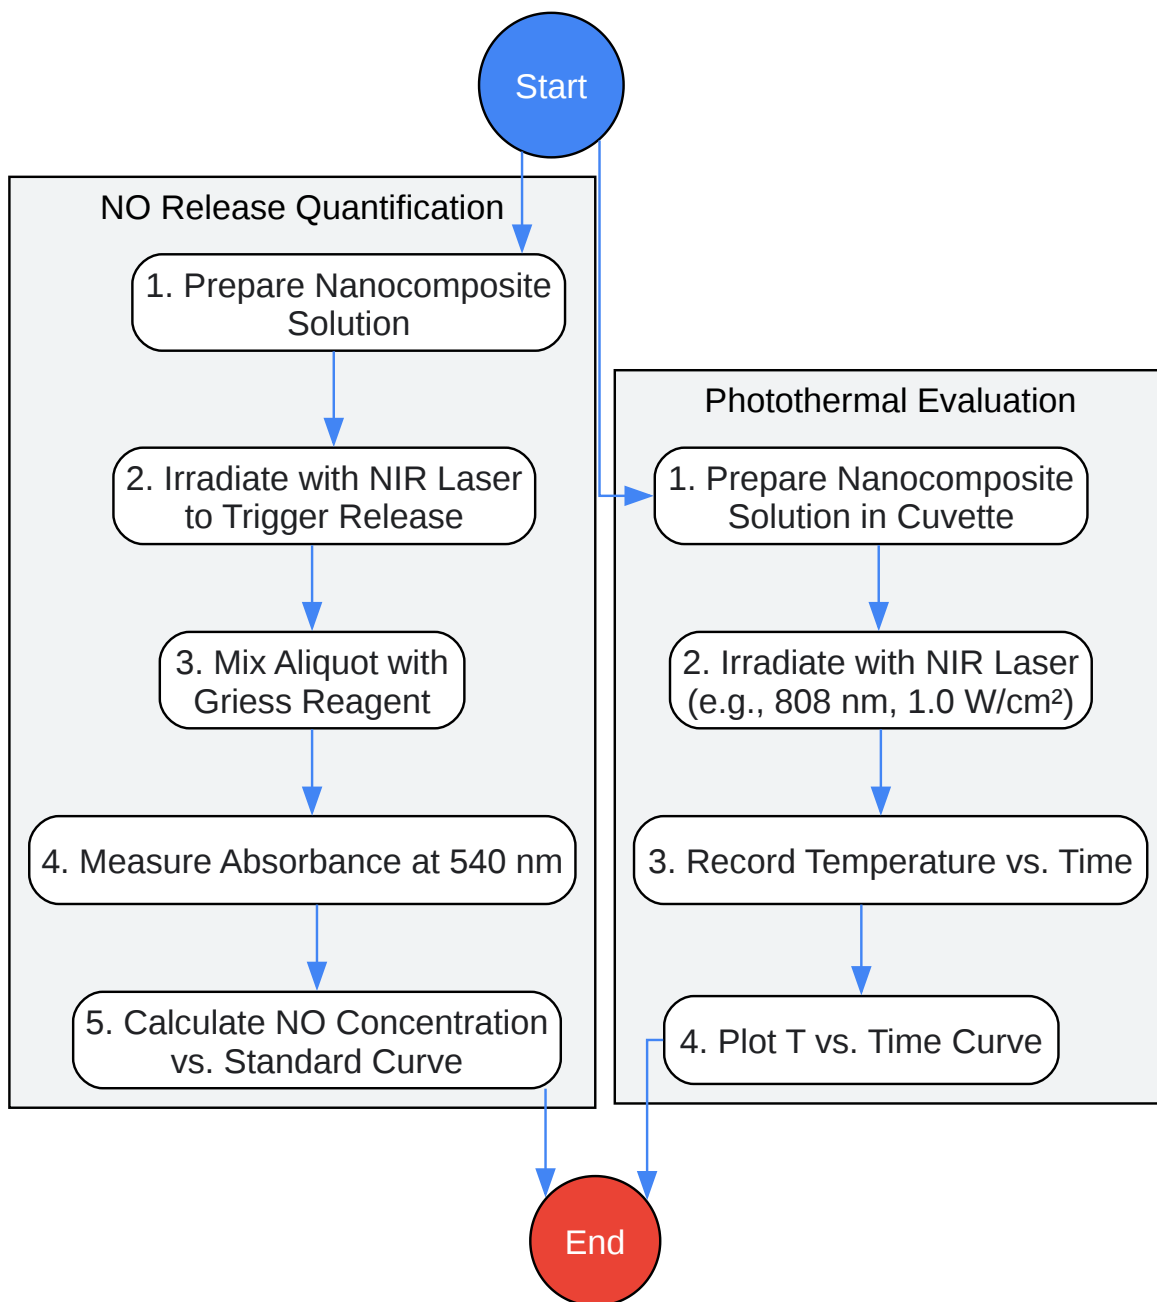 Start
NO Release Quantification
1. Prepare Nanocomposite
Solution
2. Irradiate with NIR Laser
to Trigger Release
3. Mix Aliquot with
Griess Reagent
4. Measure Absorbance at 540 nm
5. Calculate NO Concentration
vs. Standard Curve
Photothermal Evaluation
1. Prepare Nanocomposite
Solution in Cuvette
2. Irradiate with NIR Laser
(e.g., 808 nm, 1.0 W/cm²)
3. Record Temperature vs. Time
4. Plot T vs. Time Curve
End